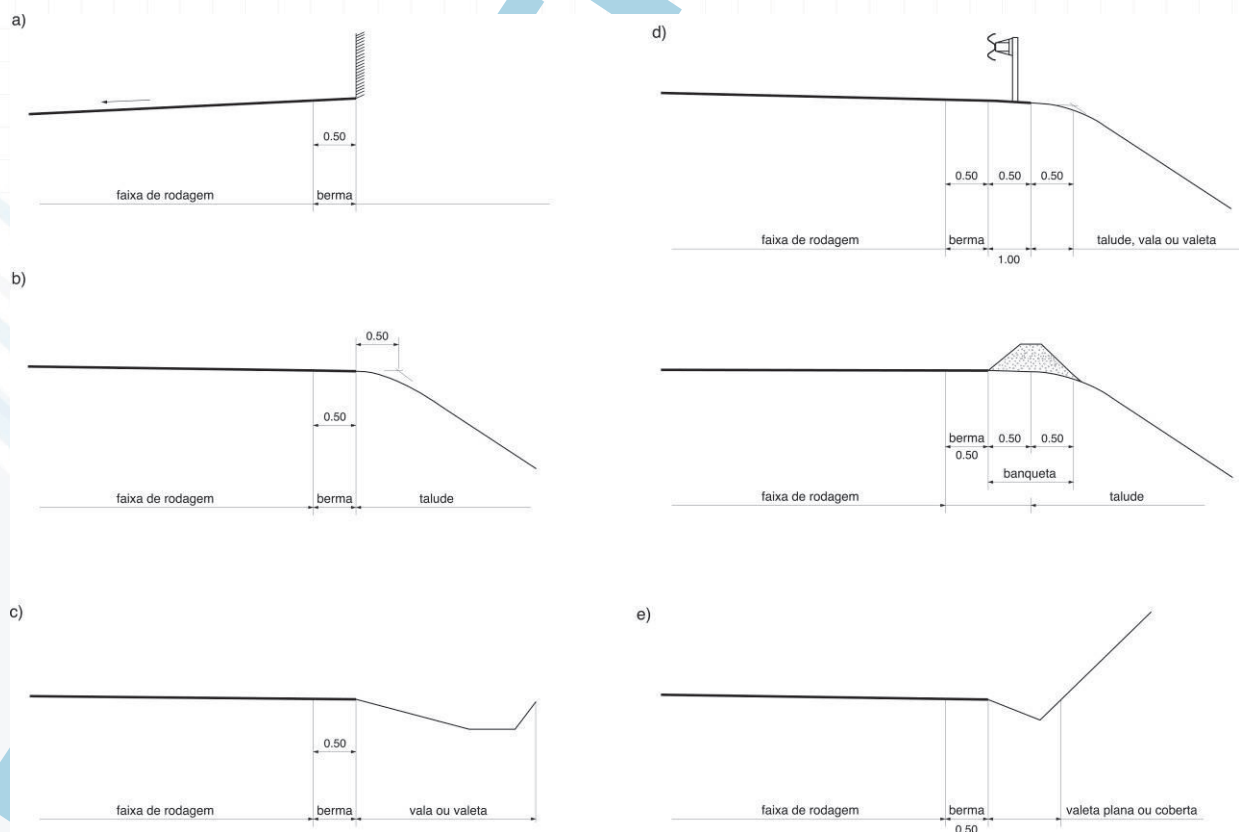 a)
0.50
faixa de rodagem
berma
b)
0.50
0.50
faixa de rodagem
berma
talude
c)
0.50
faixa de rodagem
berma
vala ou valeta
d)
0.50
0.50
0.50
faixa de rodagem
berma
talude, vala ou valeta
1.00
berma
0.50
0.50
0.50
banqueta
faixa de rodagem
talude
e)
faixa de rodagem
berma
valeta plana ou coberta
0.50